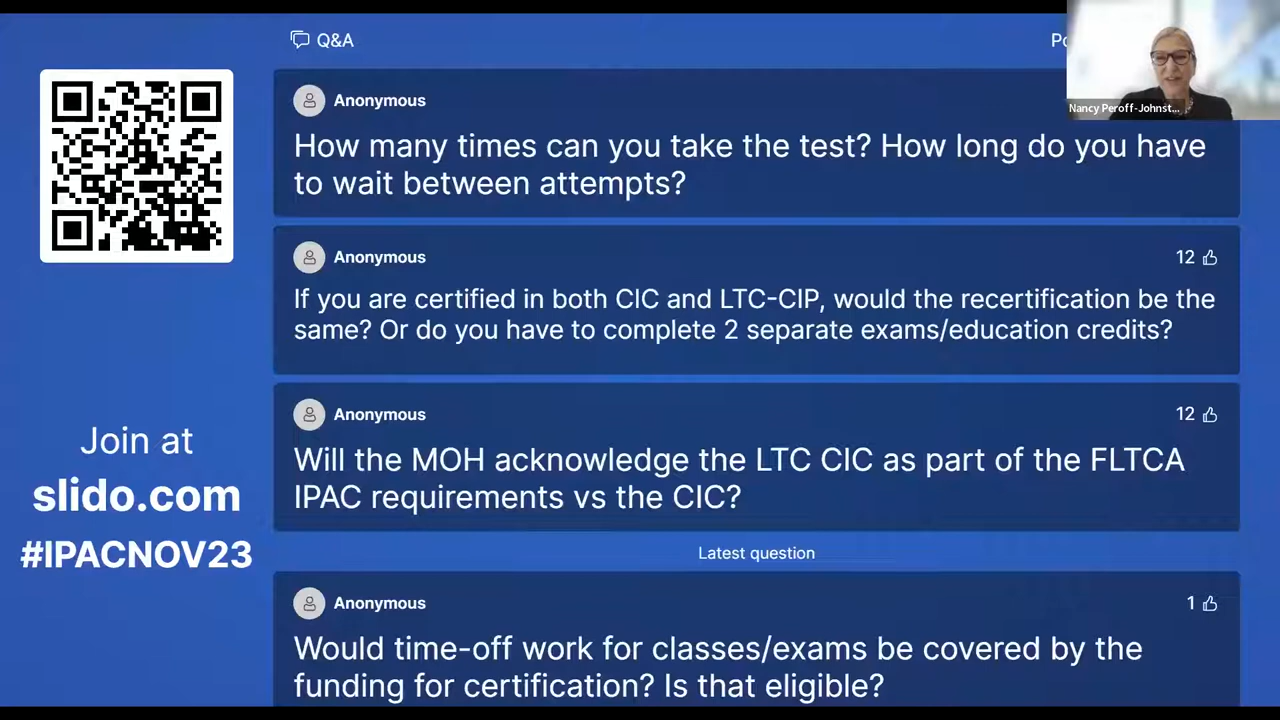 Q&A
Nancy Peroff-Johnst...
Anonymous
How many times can you take the test? How long do you have
to wait between attempts?
Anonymous
12
If you are certified in both CIC and LTC-CIP, would the recertification be the
same? Or do you have to complete 2 separate exams/education credits?
Anonymous
12
Will the MOH acknowledge the LTC CIC as part of the FLTCA
IPAC requirements vs the CIC?
Latest question
Anonymous
1
Would time-off work for classes/exams be covered by the
funding for certification? Is that eligible?
Join at
slido.com
#IPACNOV23